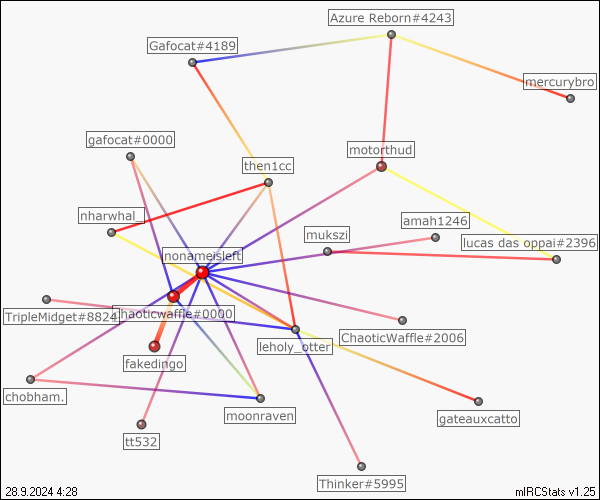 Azure Reborn#4243
Gafocat#4189
mercurybro
gafocat#0000
motorthud
then1cc
nharwhal_
amah1246
mukszi
lucas das oppai#2396
nonameisleft
TripleMidget#8824
chaoticwaffle#0000
ChaoticWaffle#2006
leholy_otter
fakedingo
chobham.
moonraven
gateauxcatto
tt532
Thinker#5995
28.9.2024 4:28
mIRCStats v1.25